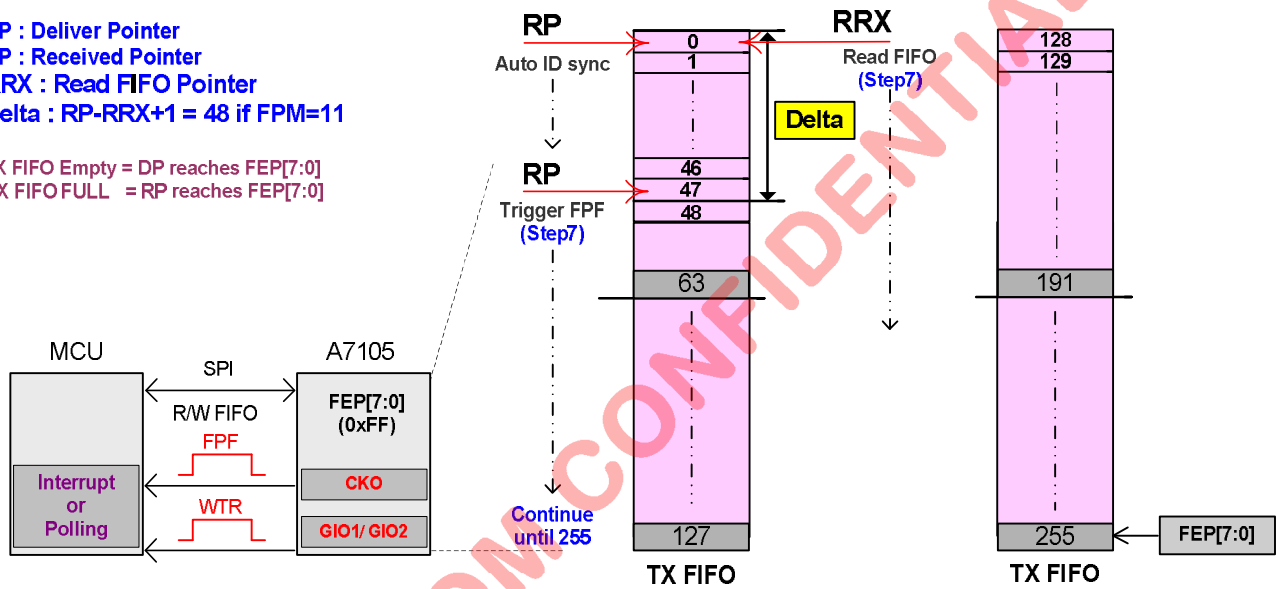 P : Deliver Pointer
P : Received Pointer
RX : Read FIFO Pointer
elta : RP-RRX+1 = 48 if FPM=11
X FIFO Empty = DP reaches FEP[7:0]
X FIFO FULL = RP reaches FEP[7:0]
RP
Auto ID sync
RP
Trigger FPF
(Step7)
Continue
until 255
0
1
46
47
48
63
127
TX FIFO
Delta
RRX
Read FIFO
(Step7)
128
129
191
255
TX FIFO
FEP[7:0]
MCU
Interrupt
or
Polling
SPI
R/W FIFO
FPF
WTR
A7105
FEP[7:0]
(0xFF)
CKO
GIO1/ GIO2
OM CONFIDENTIAL